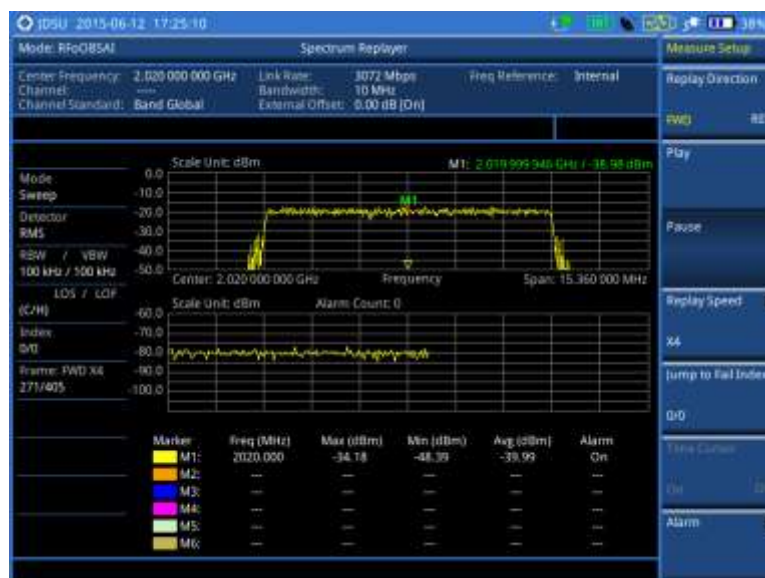 JDSU 2015-06-12 17:25:10
38%
Mode: RFoOBSAI
Spectrum Replayer
Measure Setup
Center Frequency: 2.020 000 000 GHz
Link Rate: 3072 Mbps
Freq Reference: Internal
Channel: ----
Bandwidth: 10 MHz
Channel Standard: Band Global
External Offset: 0.00 dB [On]
Replay Direction
FWD
Play
Pause
Replay Speed
X4
Jump to Fail Index
0/0
Time Cursor
On
Alarm
Mode
Sweep
Detector
RMS
RBW / VBW
100 kHz / 100 kHz
LOS / LOF
(C/H)
Index
0/0
Frame: FWD X4
271/405
Scale Unit: dBm
M1: 2.019 999 946 GHz / -38.98 dBm
0.0
-10.0
-20.0
-30.0
-40.0
-50.0
M1
Center: 2.020 000 000 GHz
Frequency
Span: 15.360 000 MHz
Scale Unit: dBm
Alarm Count: 0
-60.0
-70.0
-80.0
-90.0
-100.0
Marker Freq (MHz) Max (dBm) Min (dBm) Avg (dBm) Alarm
M1: 2020.000 -34.18 -48.39 -39.99 On
M2: --- --- --- --- ---
M3: --- --- --- --- ---
M4: --- --- --- --- ---
M5: --- --- --- --- ---
M6: --- --- --- --- ---